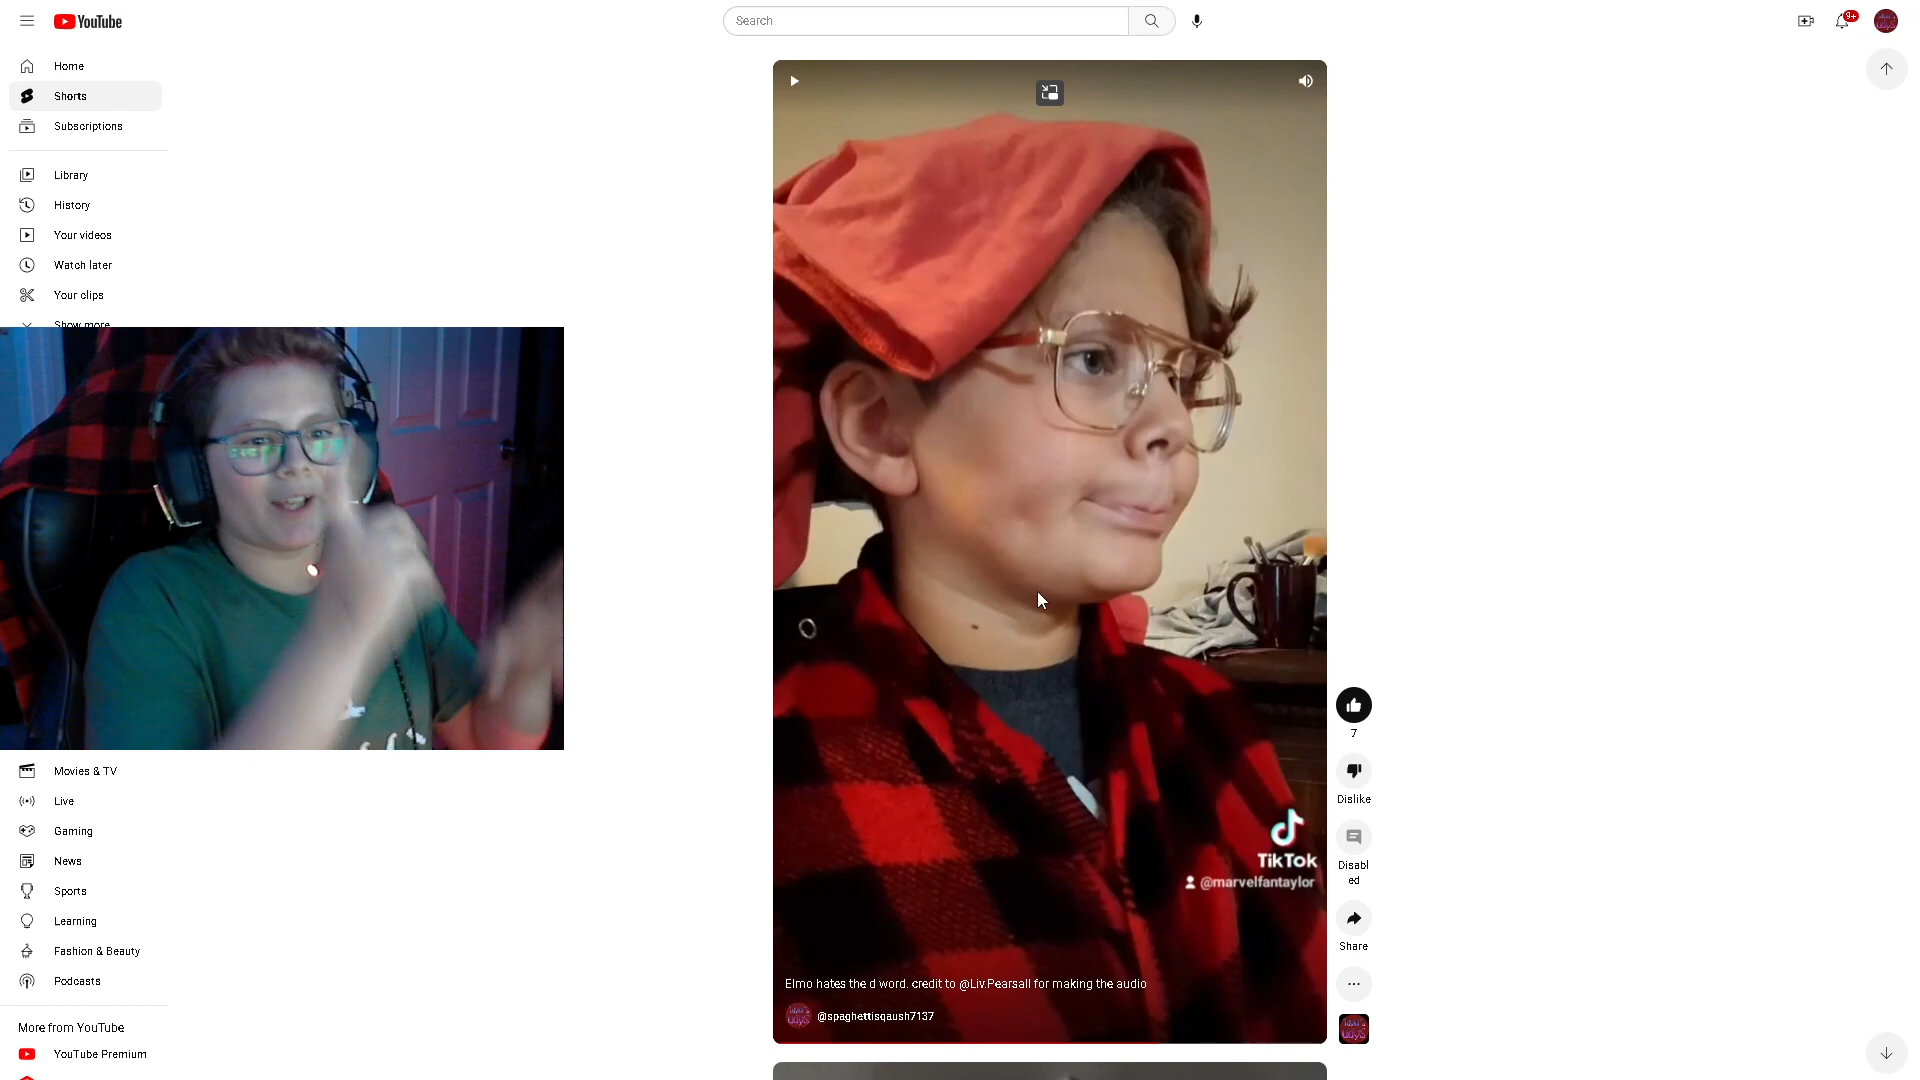 YouTube
Search
9+
Home
Shorts
Subscriptions
Library
History
Your videos
Watch later
Your clips
Show more
Movies & TV
Live
Gaming
News
Sports
Learning
Fashion & Beauty
Podcasts
More from YouTube
YouTube Premium
TikTok
@marvelfantaylor
Elmo hates the d word. credit to @Liv.Pearsall for making the audio
@spaghettisqaush7137
7
Dislike
Disabl
ed
Share